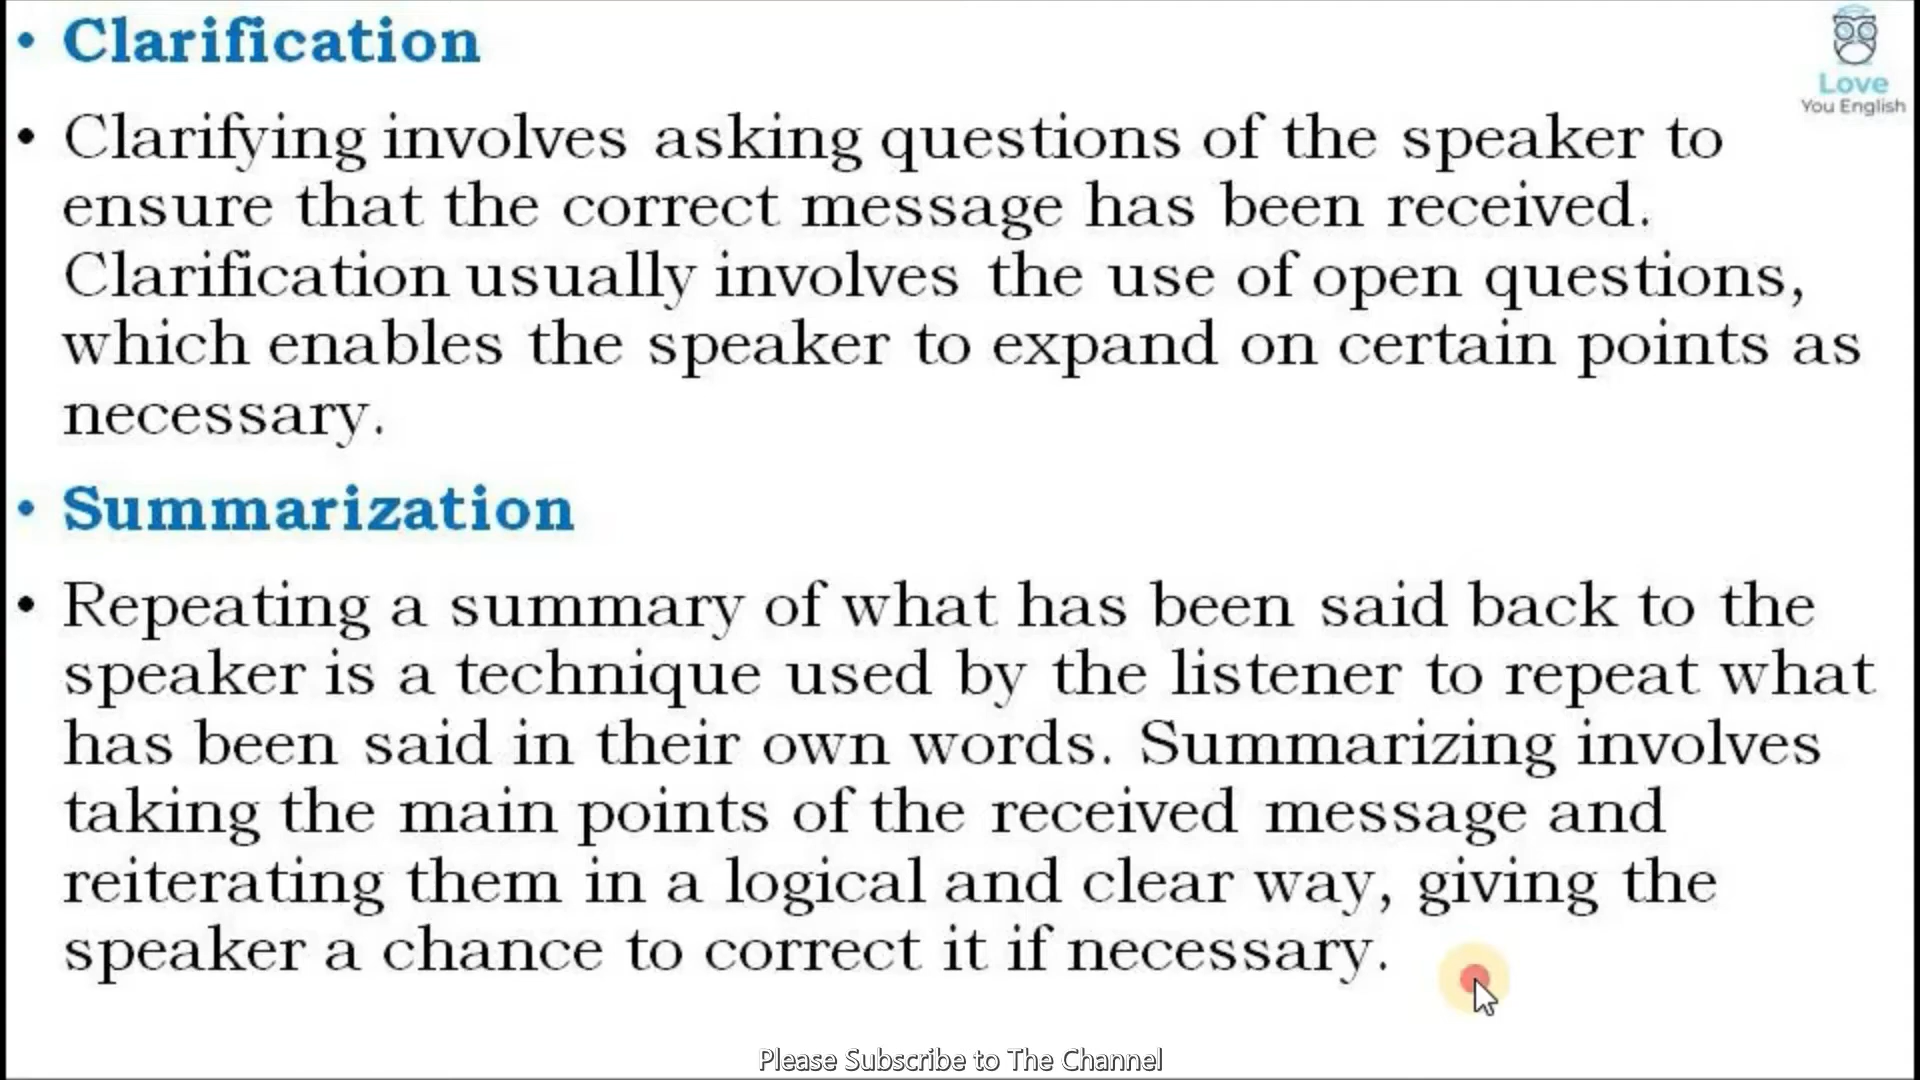 • Clarification
Love
You English
• Clarifying involves asking questions of the speaker to
ensure that the correct message has been received.
Clarification usually involves the use of open questions,
which enables the speaker to expand on certain points as
necessary.
• Summarization
• Repeating a summary of what has been said back to the
speaker is a technique used by the listener to repeat what
has been said in their own words. Summarizing involves
taking the main points of the received message and
reiterating them in a logical and clear way, giving the
speaker a chance to correct it if necessary.
Please Subscribe to The Channel